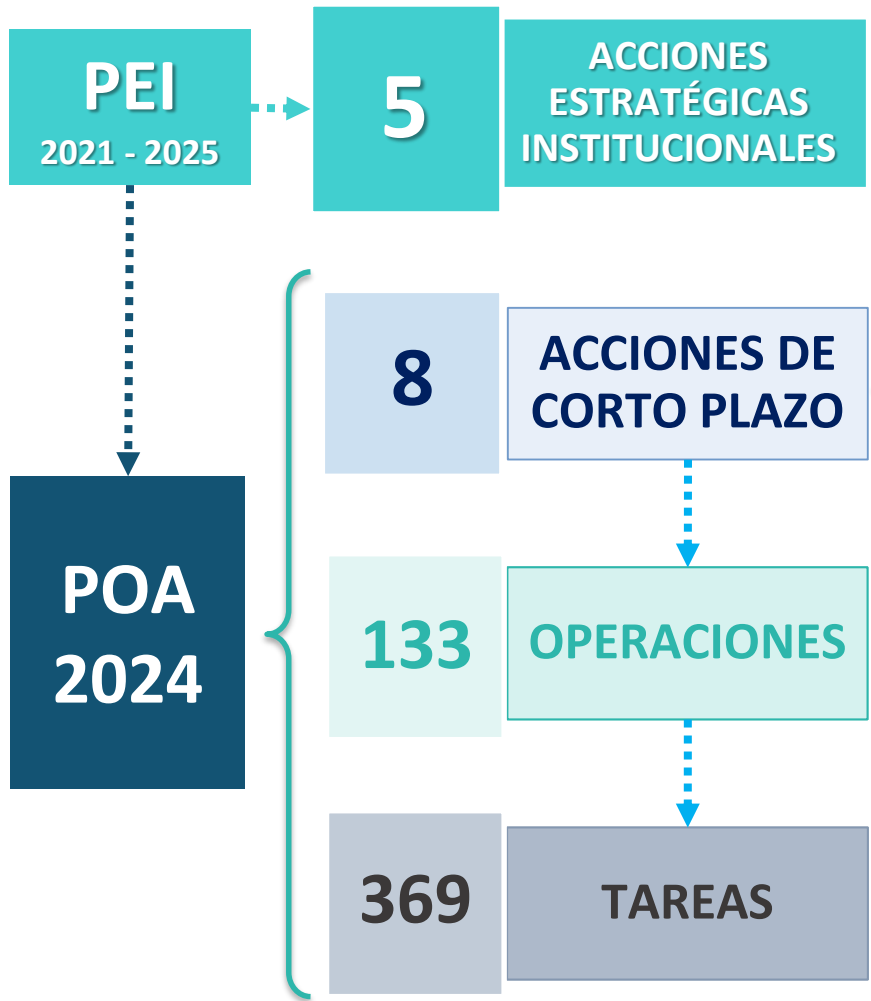 PEI
2021 - 2025
5
ACCIONES
ESTRATÉGICAS
INSTITUCIONALES
POA
2024
8
ACCIONES DE
CORTO PLAZO
133
OPERACIONES
369
TAREAS